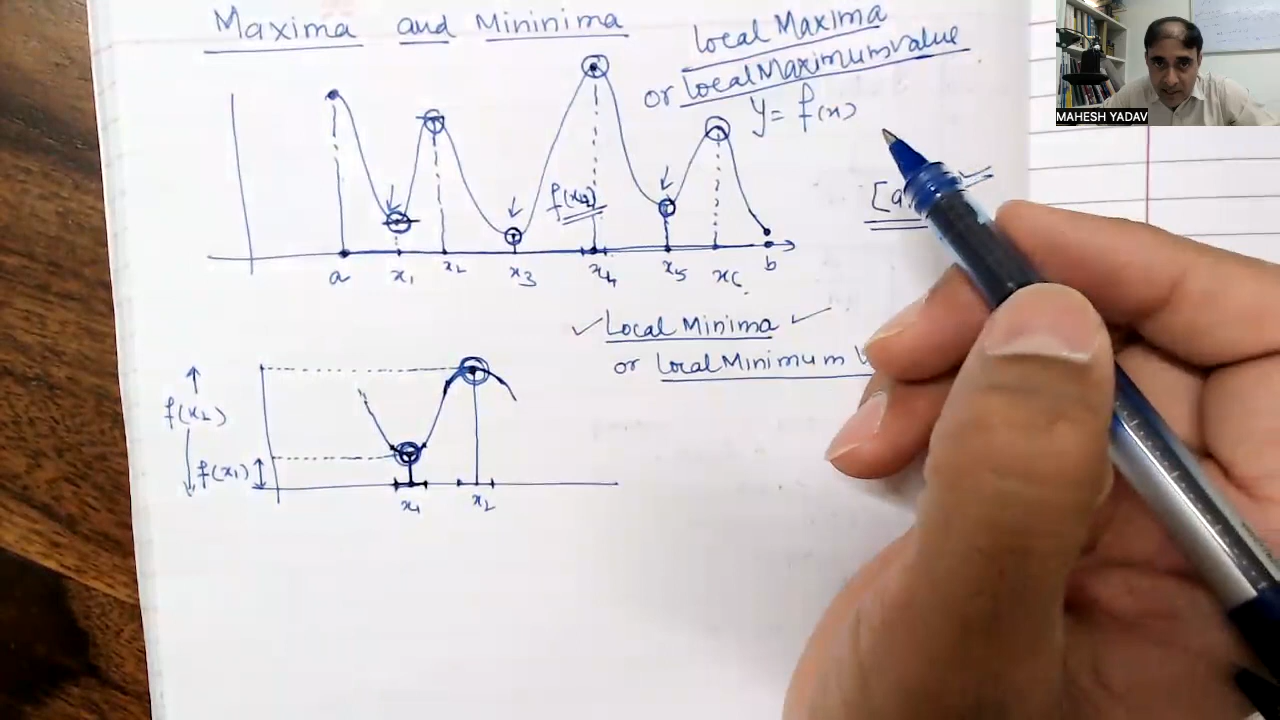 Maxima and Mininima
Local Maxima
or Local Maximum value
y = f(x)
MAHESH YADAV
[a
f(x4)
a x1 x2 x3 x4 x5 x6 b
Local Minima
or Local Minimum
f(x2)
f(x1)
x1 x2